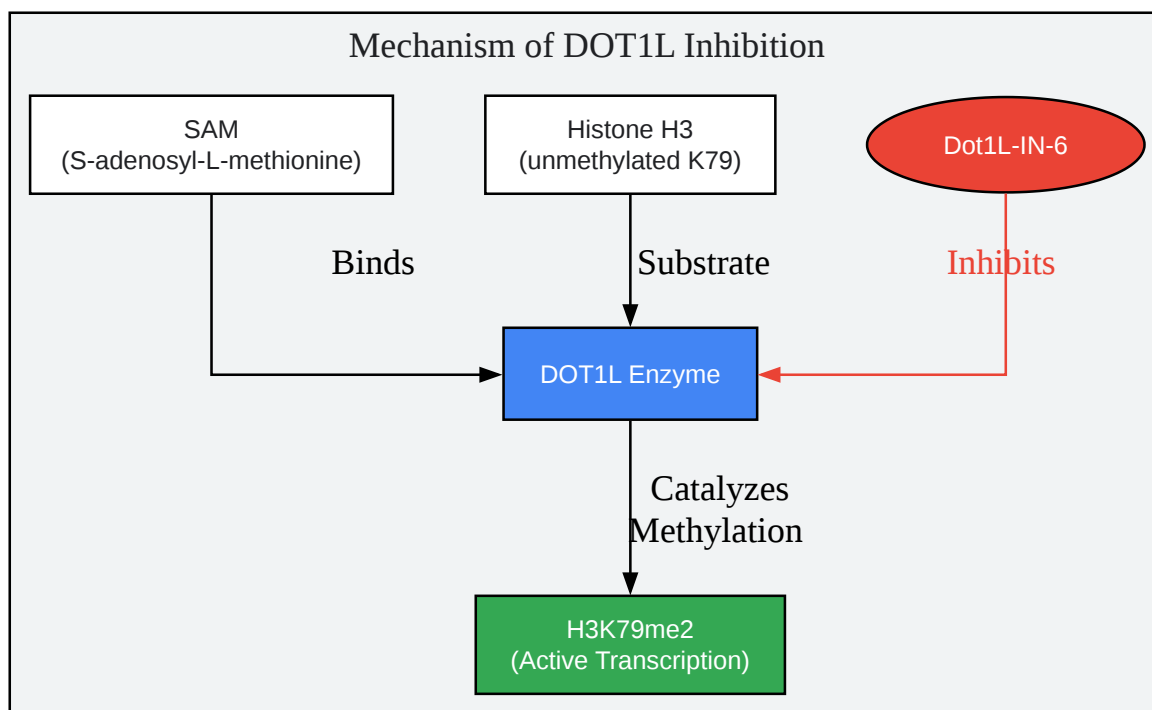 Mechanism of DOT1L Inhibition
SAM
(S-adenosyl-L-methionine)
Histone H3
(unmethylated K79)
Dot1L-IN-6
Binds
Substrate
Inhibits
DOT1L Enzyme
Catalyzes
Methylation
H3K79me2
(Active Transcription)